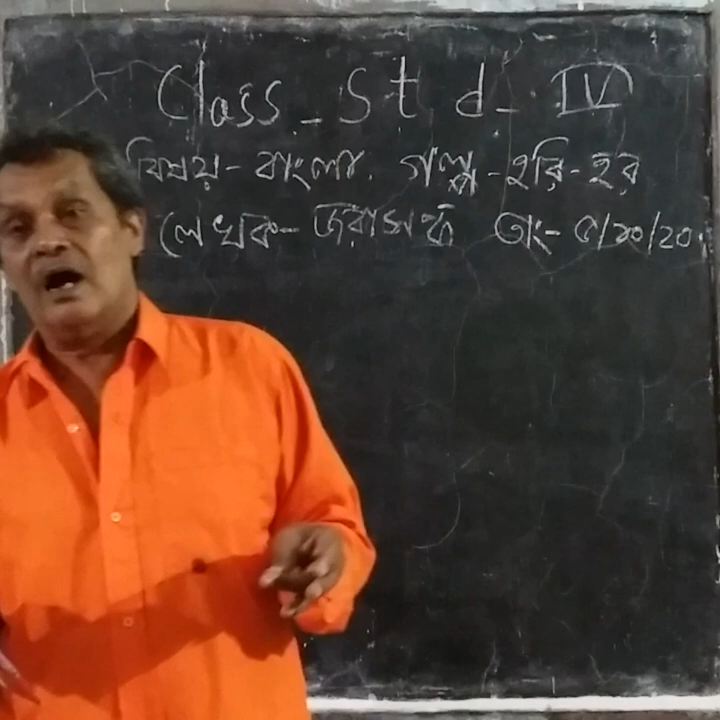 Class - Std - IV
বিষয় - বাংলা. গল্প - হরি - হর
লেখক - জরাসন্ধ তাং - ৫/১০/২০.